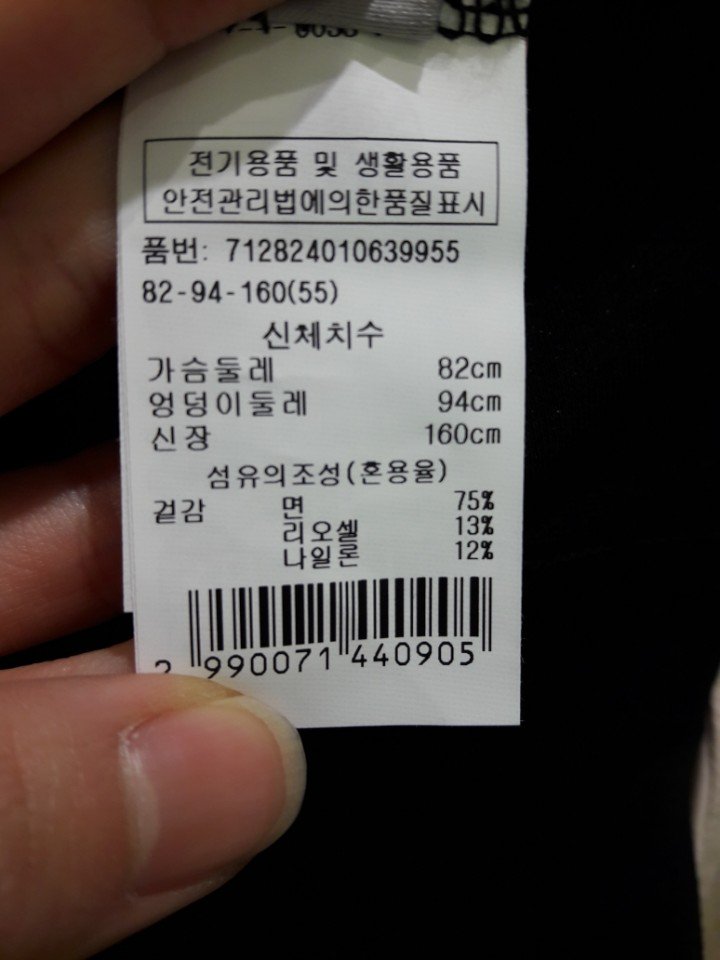 전기용품 및 생활용품
안전관리법에의한품질표시
품번: 712824010639955
82-94-160(55)
신체치수
가슴둘레 82cm
엉덩이둘레 94cm
신장 160cm
섬유의조성(혼용율)
겉감 면 75%
리오셀 13%
나일론 12%
2 990071 440905